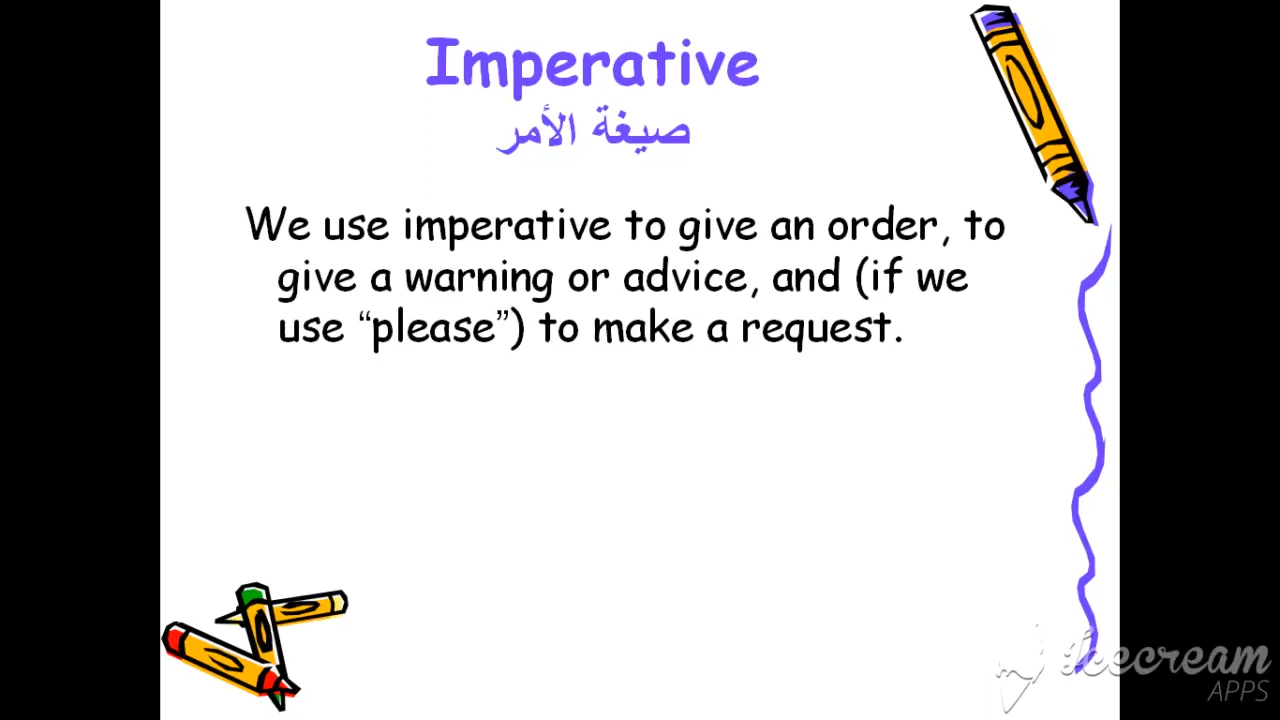 Imperative
صيغة الأمر
We use imperative to give an order, to
give a warning or advice, and (if we
use “please”) to make a request.
Icecream
APPS